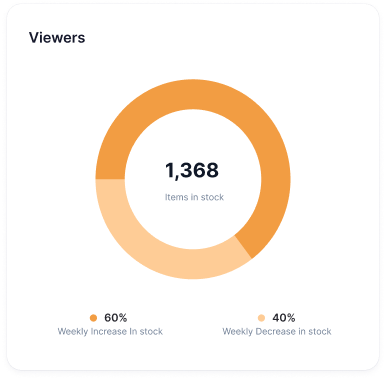 Viewers
1,368
Items in stock
60%
Weekly Increase In stock
40%
Weekly Decrease in stock